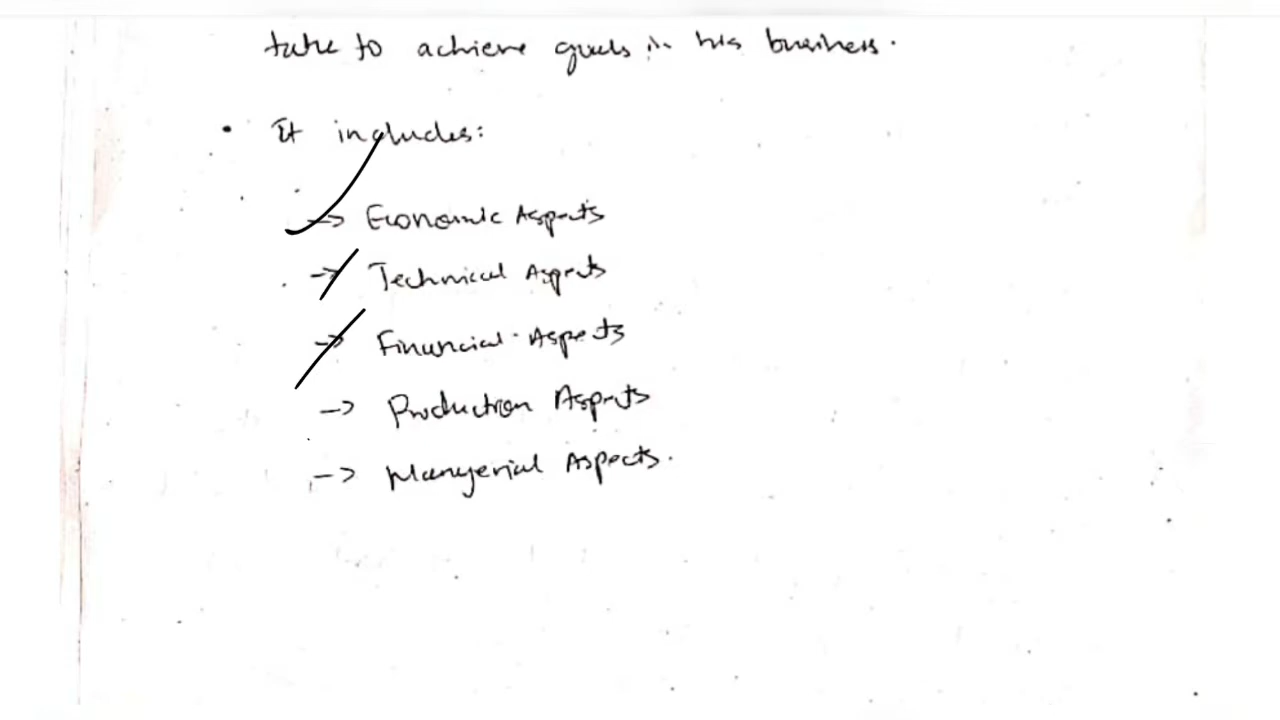 take to achieve goals in his business.
• It includes:
→ Economic Aspects
→ Technical Aspects
→ Financial Aspects
→ Production Aspects
→ Managerial Aspects.